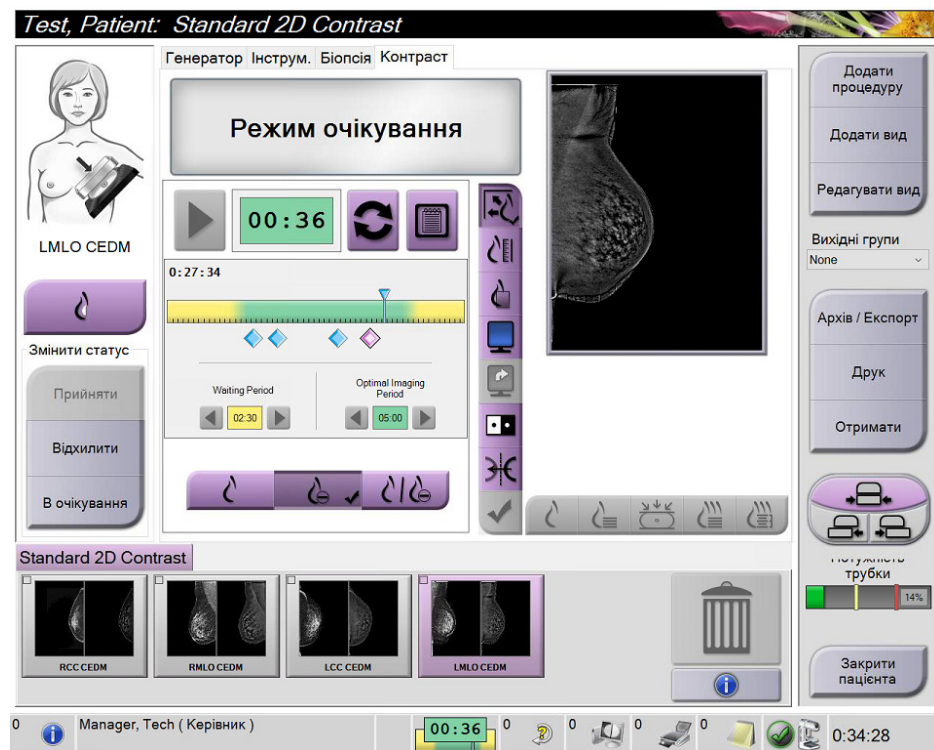 Test, Patient: Standard 2D Contrast
Генератор Інструм. Біопсія Контраст
Режим очікування
LMLO CEDM
00:36
0:27:34
Waiting Period
Optimal Imaging
Period
02:30
05:00
Змінити статус
Прийняти
Відхилити
В очікування
Додати
процедуру
Додати вид
Редагувати вид
Вихідні групи
None
Архів / Експорт
Друк
Отримати
Потужність
трубки
14%
Закрити
пацієнта
Standard 2D Contrast
RCC CEDM
RMLO CEDM
LCC CEDM
LMLO CEDM
0
Manager, Tech ( Керівник )
00:36
0
0
0
0
0:34:28